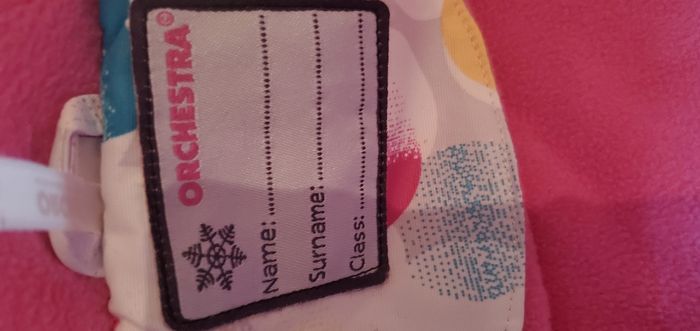 ORCHESTRA®
Name:.....................
Surname:.....................
Class:.....................